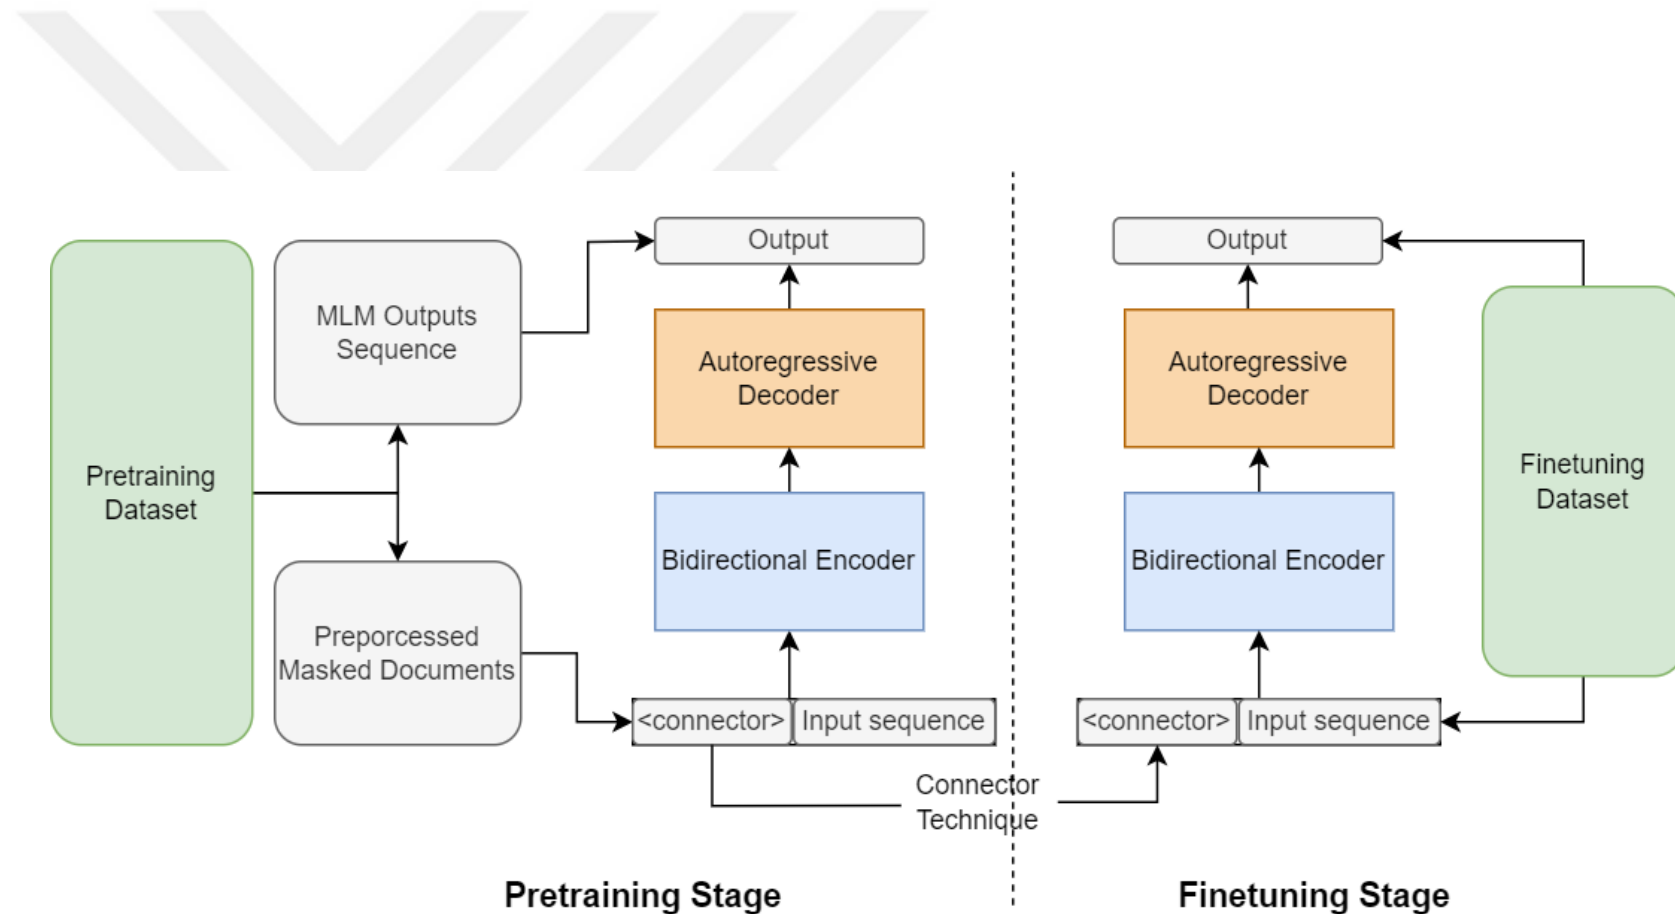 Output
MLM Outputs
Sequence
Autoregressive
Decoder
Pretraining
Dataset
Bidirectional Encoder
Preporcessed
Masked Documents
<connector>
Input sequence
Output
Autoregressive
Decoder
Finetuning
Dataset
Bidirectional Encoder
<connector>
Input sequence
Connector
Technique
Pretraining Stage
Finetuning Stage